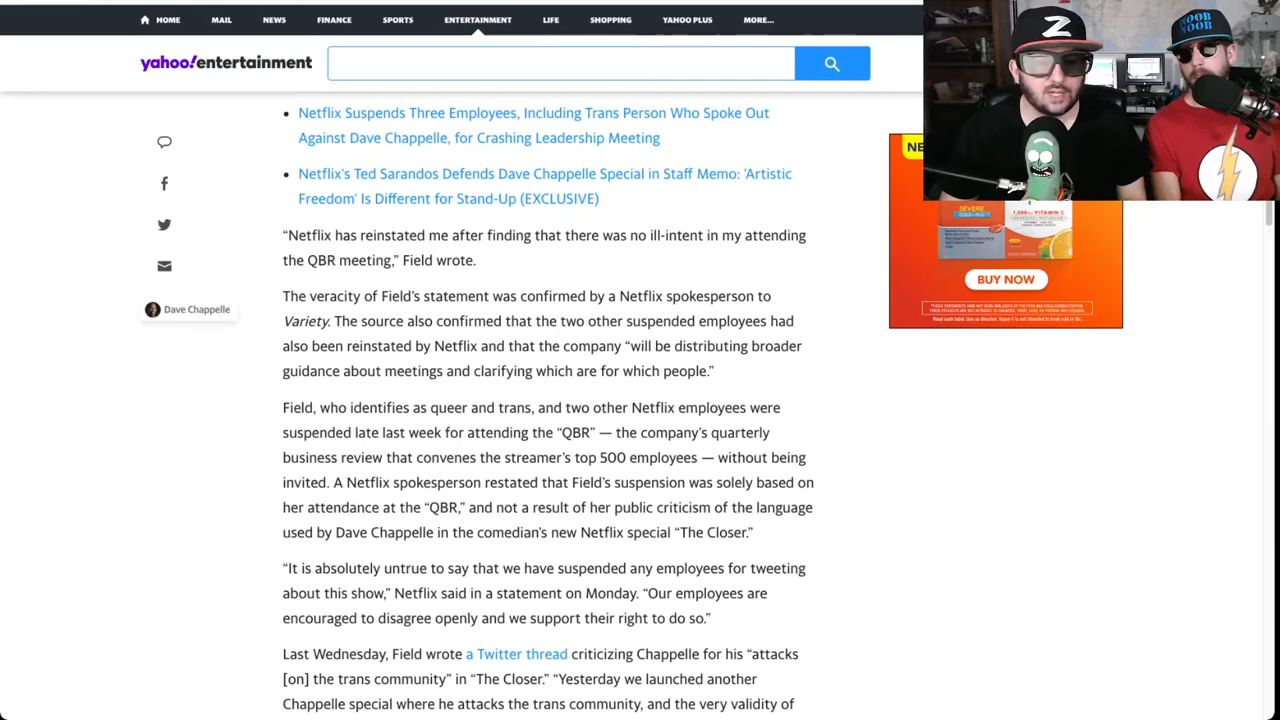 HOME MAIL NEWS FINANCE SPORTS ENTERTAINMENT LIFE SHOPPING YAHOO PLUS MORE...
yahoo!entertainment
Netflix Suspends Three Employees, Including Trans Person Who Spoke Out
Against Dave Chappelle, for Crashing Leadership Meeting
Netflix's Ted Sarandos Defends Dave Chappelle Special in Staff Memo: 'Artistic
Freedom' Is Different for Stand-Up (EXCLUSIVE)
“Netflix has reinstated me after finding that there was no ill-intent in my attending
the QBR meeting,” Field wrote.
The veracity of Field’s statement was confirmed by a Netflix spokesperson to
Variety. The source also confirmed that the two other suspended employees had
also been reinstated by Netflix and that the company “will be distributing broader
guidance about meetings and clarifying which are for which people.”
Field, who identifies as queer and trans, and two other Netflix employees were
suspended late last week for attending the “QBR” — the company’s quarterly
business review that convenes the streamer’s top 500 employees — without being
invited. A Netflix spokesperson restated that Field’s suspension was solely based on
her attendance at the “QBR,” and not a result of her public criticism of the language
used by Dave Chappelle in the comedian’s new Netflix special “The Closer.”
“It is absolutely untrue to say that we have suspended any employees for tweeting
about this show,” Netflix said in a statement on Monday. “Our employees are
encouraged to disagree openly and we support their right to do so.”
Last Wednesday, Field wrote a Twitter thread criticizing Chappelle for his “attacks
[on] the trans community” in “The Closer.” “Yesterday we launched another
Chappelle special where he attacks the trans community, and the very validity of
Dave Chappelle
Z
NOOB
NOOB
NE
SEVERE
1,000mg VITAMIN C
BUY NOW